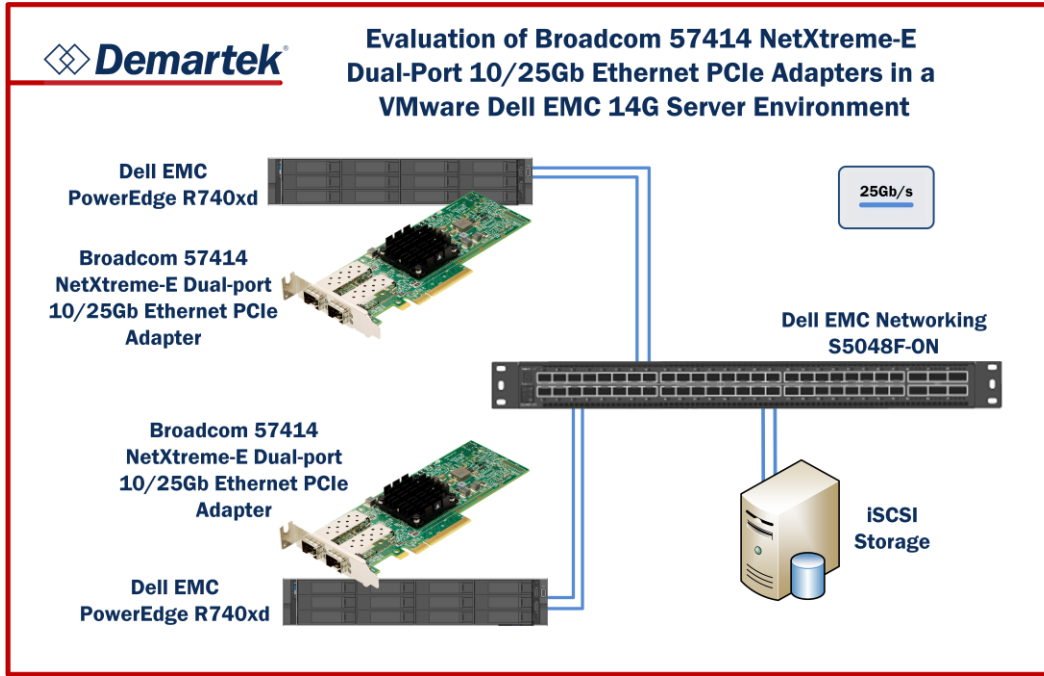 Demartek®
Evaluation of Broadcom 57414 NetXtreme-E
Dual-Port 10/25Gb Ethernet PCIe Adapters in a
VMware Dell EMC 14G Server Environment
Dell EMC
PowerEdge R740xd
25Gb/s
Broadcom 57414
NetXtreme-E Dual-port
10/25Gb Ethernet PCIe
Adapter
Dell EMC Networking
S5048F-ON
Broadcom 57414
NetXtreme-E Dual-port
10/25Gb Ethernet PCIe
Adapter
iSCSI
Storage
Dell EMC
PowerEdge R740xd